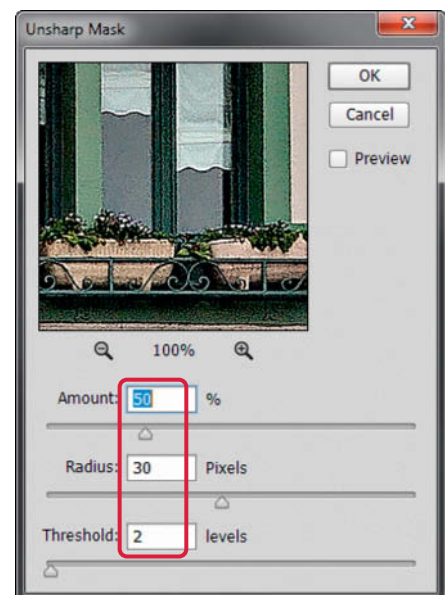 Unsharp Mask
OK
Cancel
Preview
100%
Amount: 50 %
Radius: 30 Pixels
Threshold: 2 levels